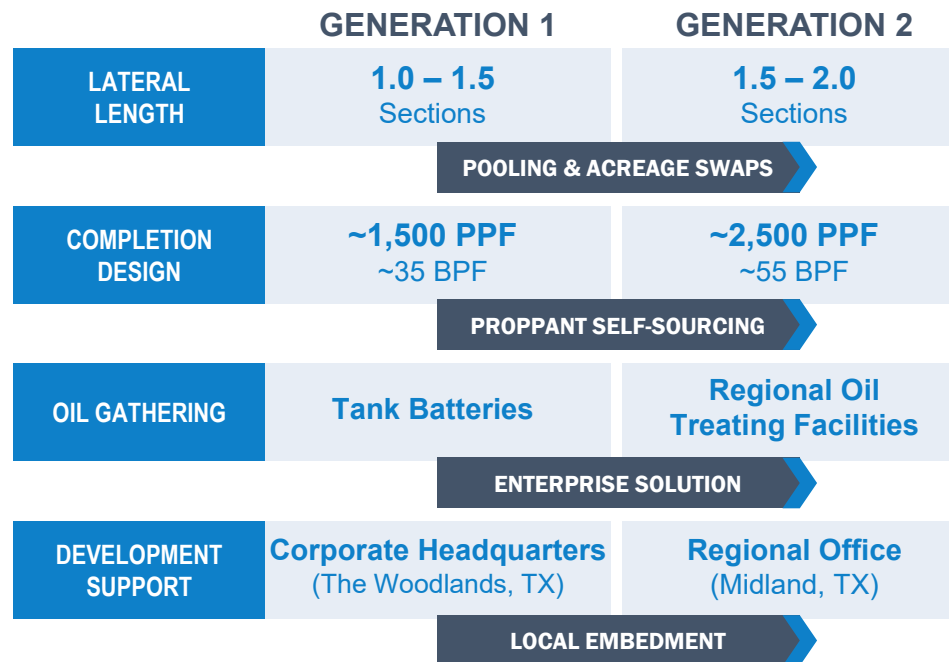 GENERATION 1
GENERATION 2
LATERAL
LENGTH
1.0 – 1.5
Sections
1.5 – 2.0
Sections
POOLING & ACREAGE SWAPS
COMPLETION
DESIGN
~1,500 PPF
~35 BPF
~2,500 PPF
~55 BPF
PROPPANT SELF-SOURCING
OIL GATHERING
Tank Batteries
Regional Oil
Treating Facilities
ENTERPRISE SOLUTION
DEVELOPMENT
SUPPORT
Corporate Headquarters
(The Woodlands, TX)
Regional Office
(Midland, TX)
LOCAL EMBEDMENT